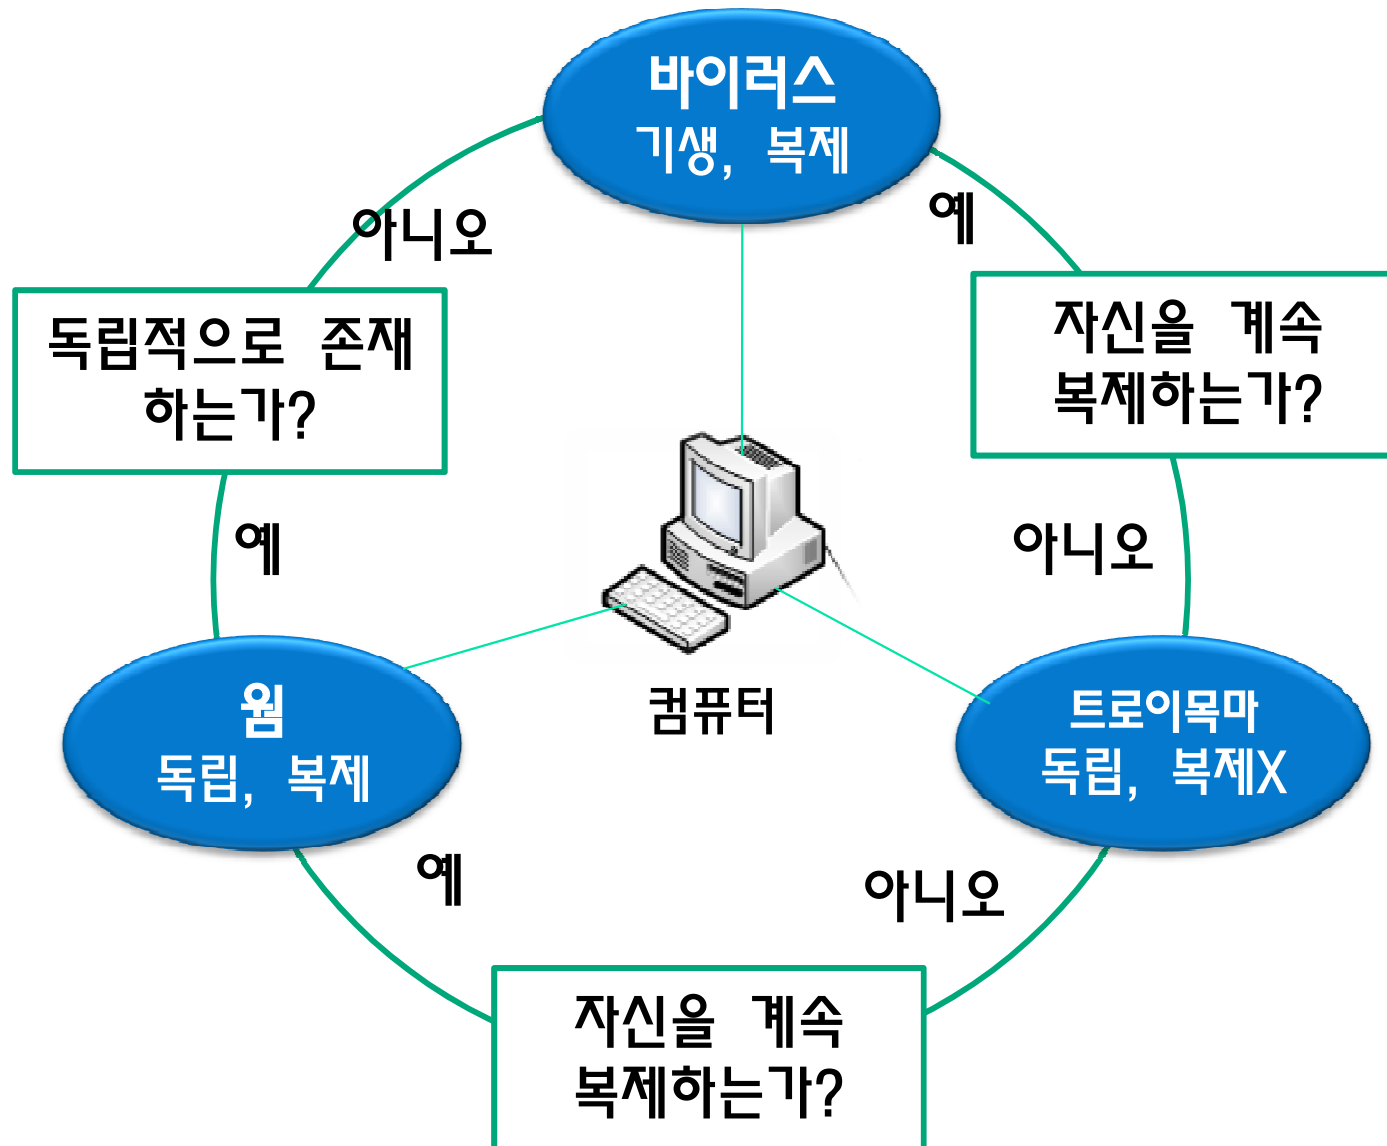 바이러스
기생, 복제
아니오
예
독립적으로 존재
하는가?
자신을 계속
복제하는가?
예
아니오
컴퓨터
웜
독립, 복제
트로이목마
독립, 복제X
예
아니오
자신을 계속
복제하는가?